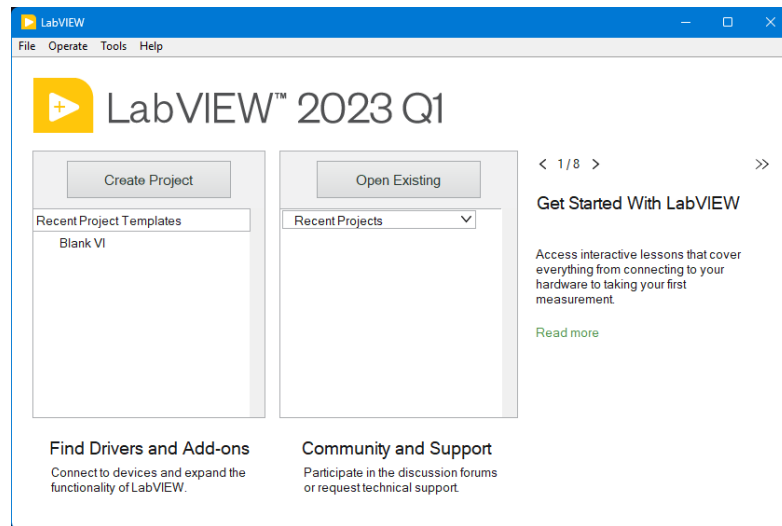 LabVIEW
File Operate Tools Help
LabVIEW™ 2023 Q1
Create Project
Recent Project Templates
Blank VI
Open Existing
Recent Projects
< 1/8 > >>
Get Started With LabVIEW
Access interactive lessons that cover
everything from connecting to your
hardware to taking your first
measurement.
Read more
Find Drivers and Add-ons
Connect to devices and expand the
functionality of LabVIEW.
Community and Support
Participate in the discussion forums
or request technical support.